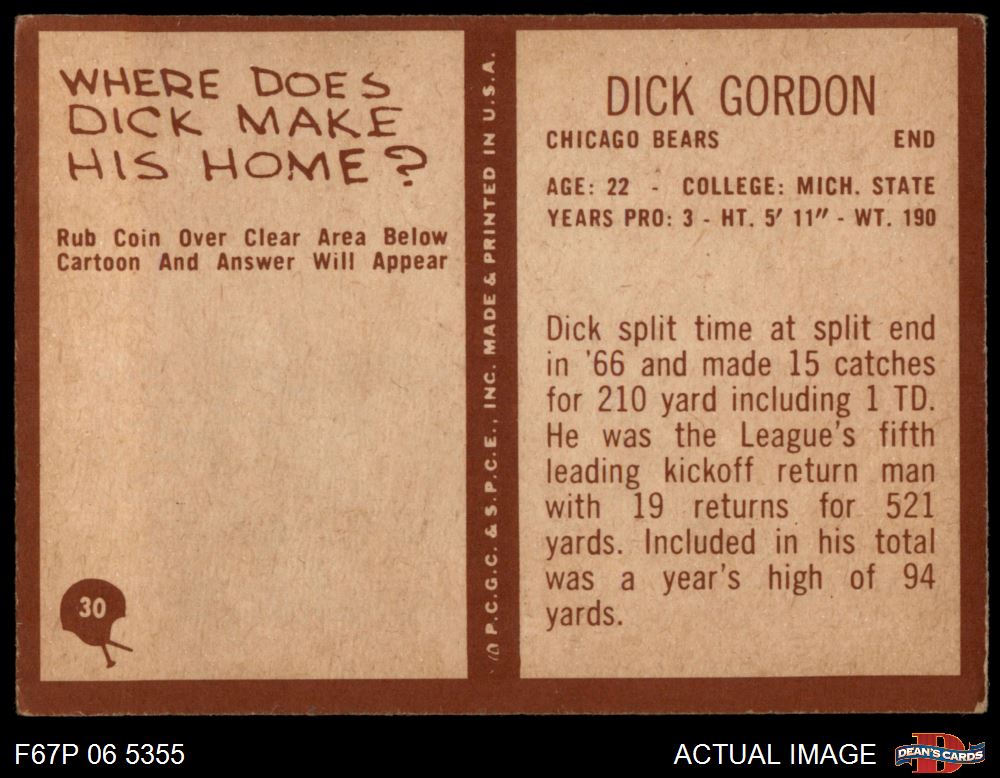 WHERE DOES
DICK MAKE
HIS HOME?
Rub Coin Over Clear Area Below
Cartoon And Answer Will Appear
30
© P.C.G.C. & S.P.C.E., INC. MADE & PRINTED IN U.S.A.
DICK GORDON
CHICAGO BEARS END
AGE: 22 - COLLEGE: MICH. STATE
YEARS PRO: 3 - HT. 5' 11" - WT. 190
Dick split time at split end
in '66 and made 15 catches
for 210 yard including 1 TD.
He was the League's fifth
leading kickoff return man
with 19 returns for 521
yards. Included in his total
was a year's high of 94
yards.
F67P 06 5355
ACTUAL IMAGE
D
DEAN'S CARDS